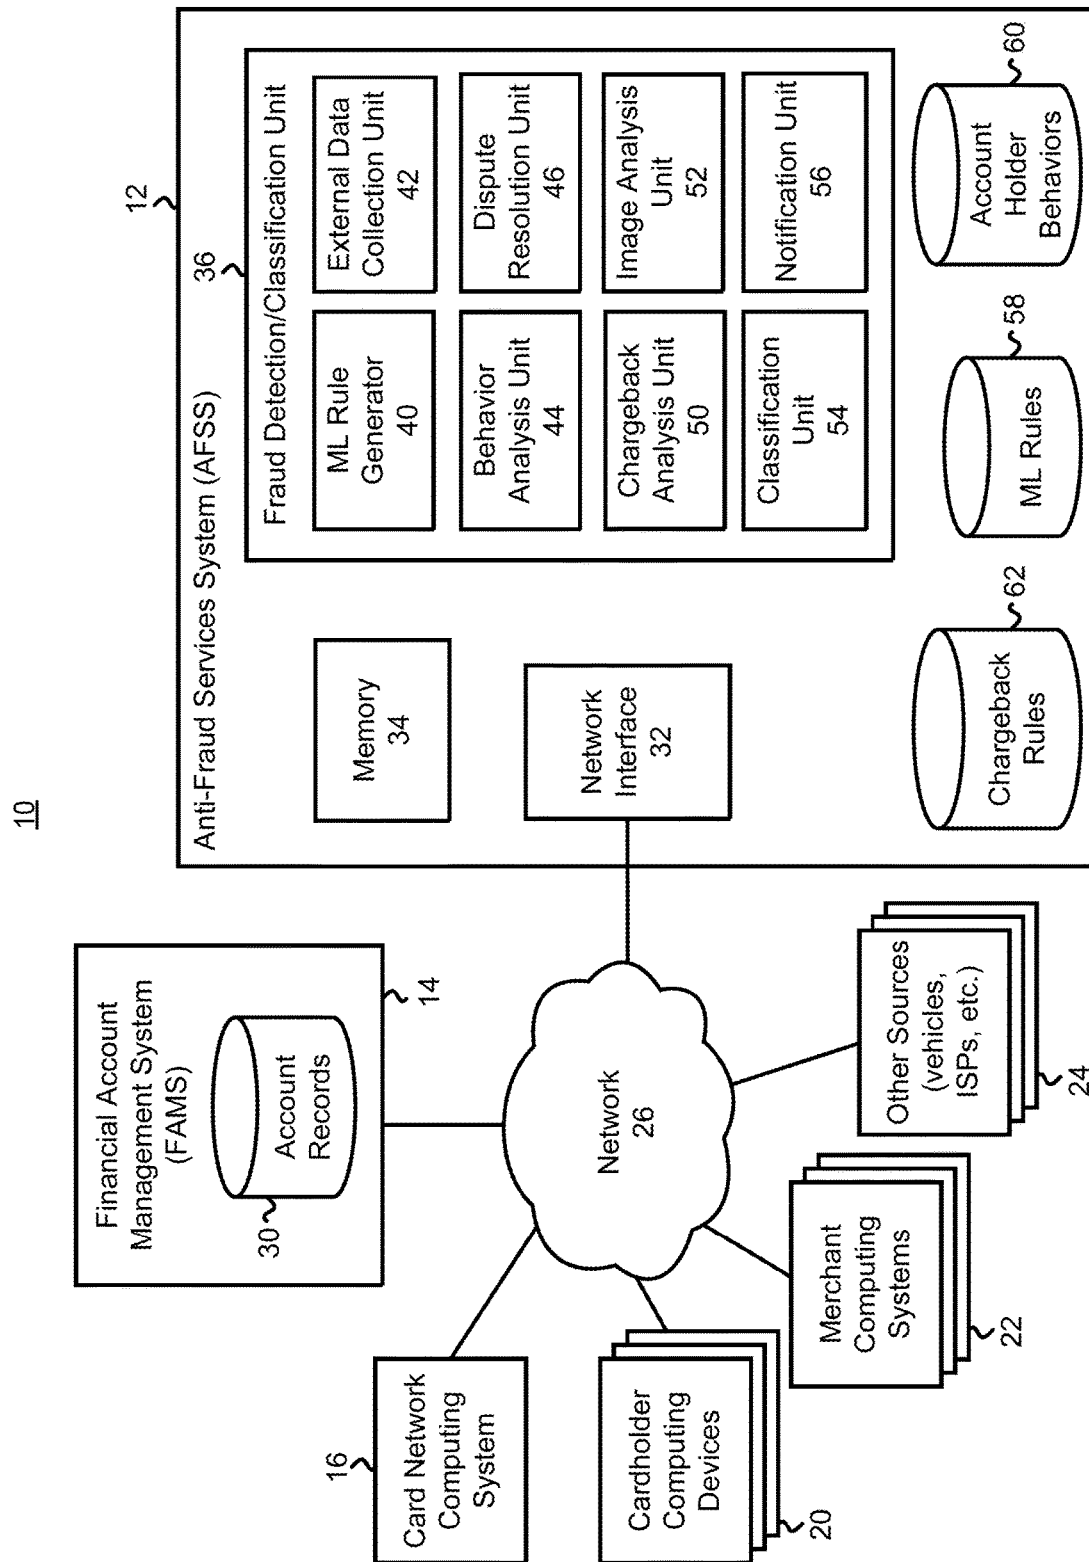 10
Financial Account
Management System
(FAMS)
Account
Records
30
14
16
Card Network
Computing
System
Cardholder
Computing
Devices
20
Merchant
Computing
Systems
22
Other Sources
(vehicles,
ISPs, etc.)
24
Network
26
12
Anti-Fraud Services System (AFSS)
Memory
34
Network
Interface
32
36
Fraud Detection/Classification Unit
ML Rule
Generator
40
External Data
Collection Unit
42
Behavior
Analysis Unit
44
Dispute
Resolution Unit
46
Chargeback
Analysis Unit
50
Image Analysis
Unit
52
Classification
Unit
54
Notification Unit
56
Chargeback
Rules
62
ML Rules
58
Account
Holder
Behaviors
60